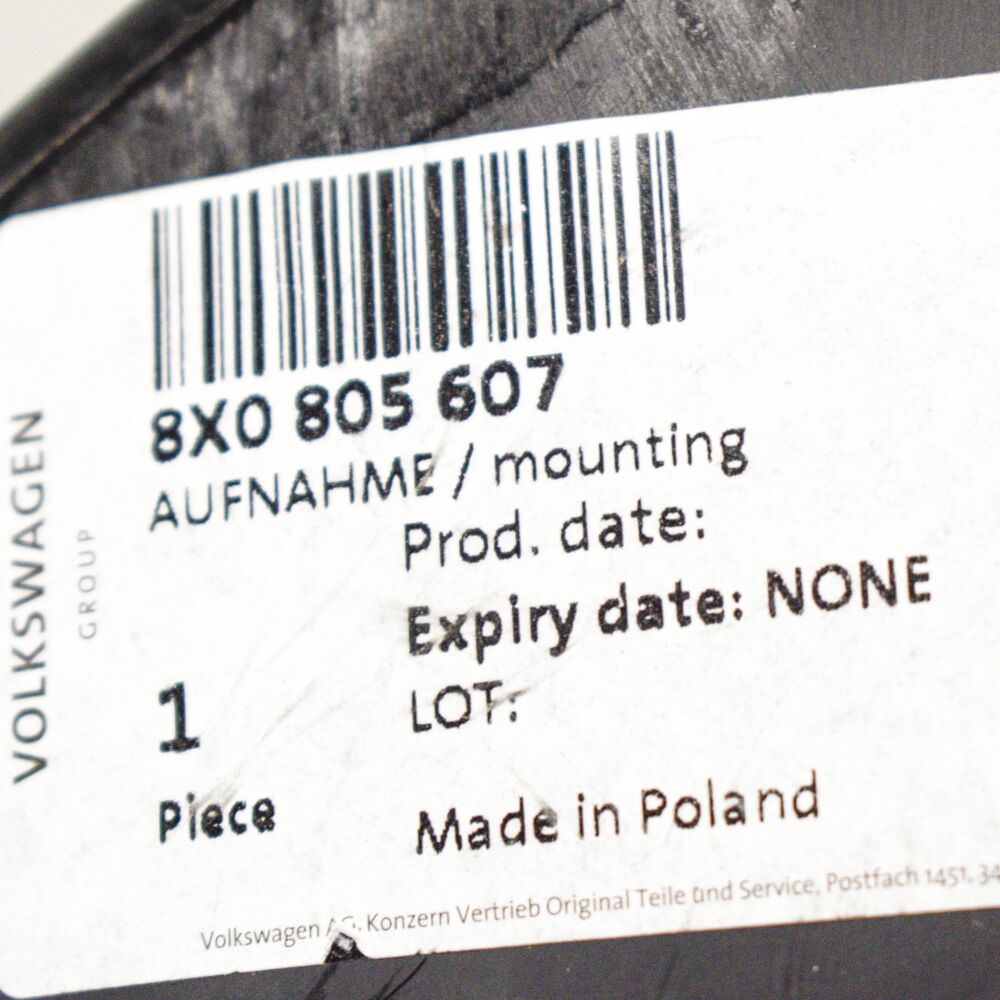 VOLKSWAGEN
GROUP
8X0 805 607
AUFNAHME / mounting
Prod. date:
Expiry date: NONE
LOT:
1
Piece
Made in Poland
Volkswagen AG, Konzern Vertrieb Original Teile und Service, Postfach 1451, 34